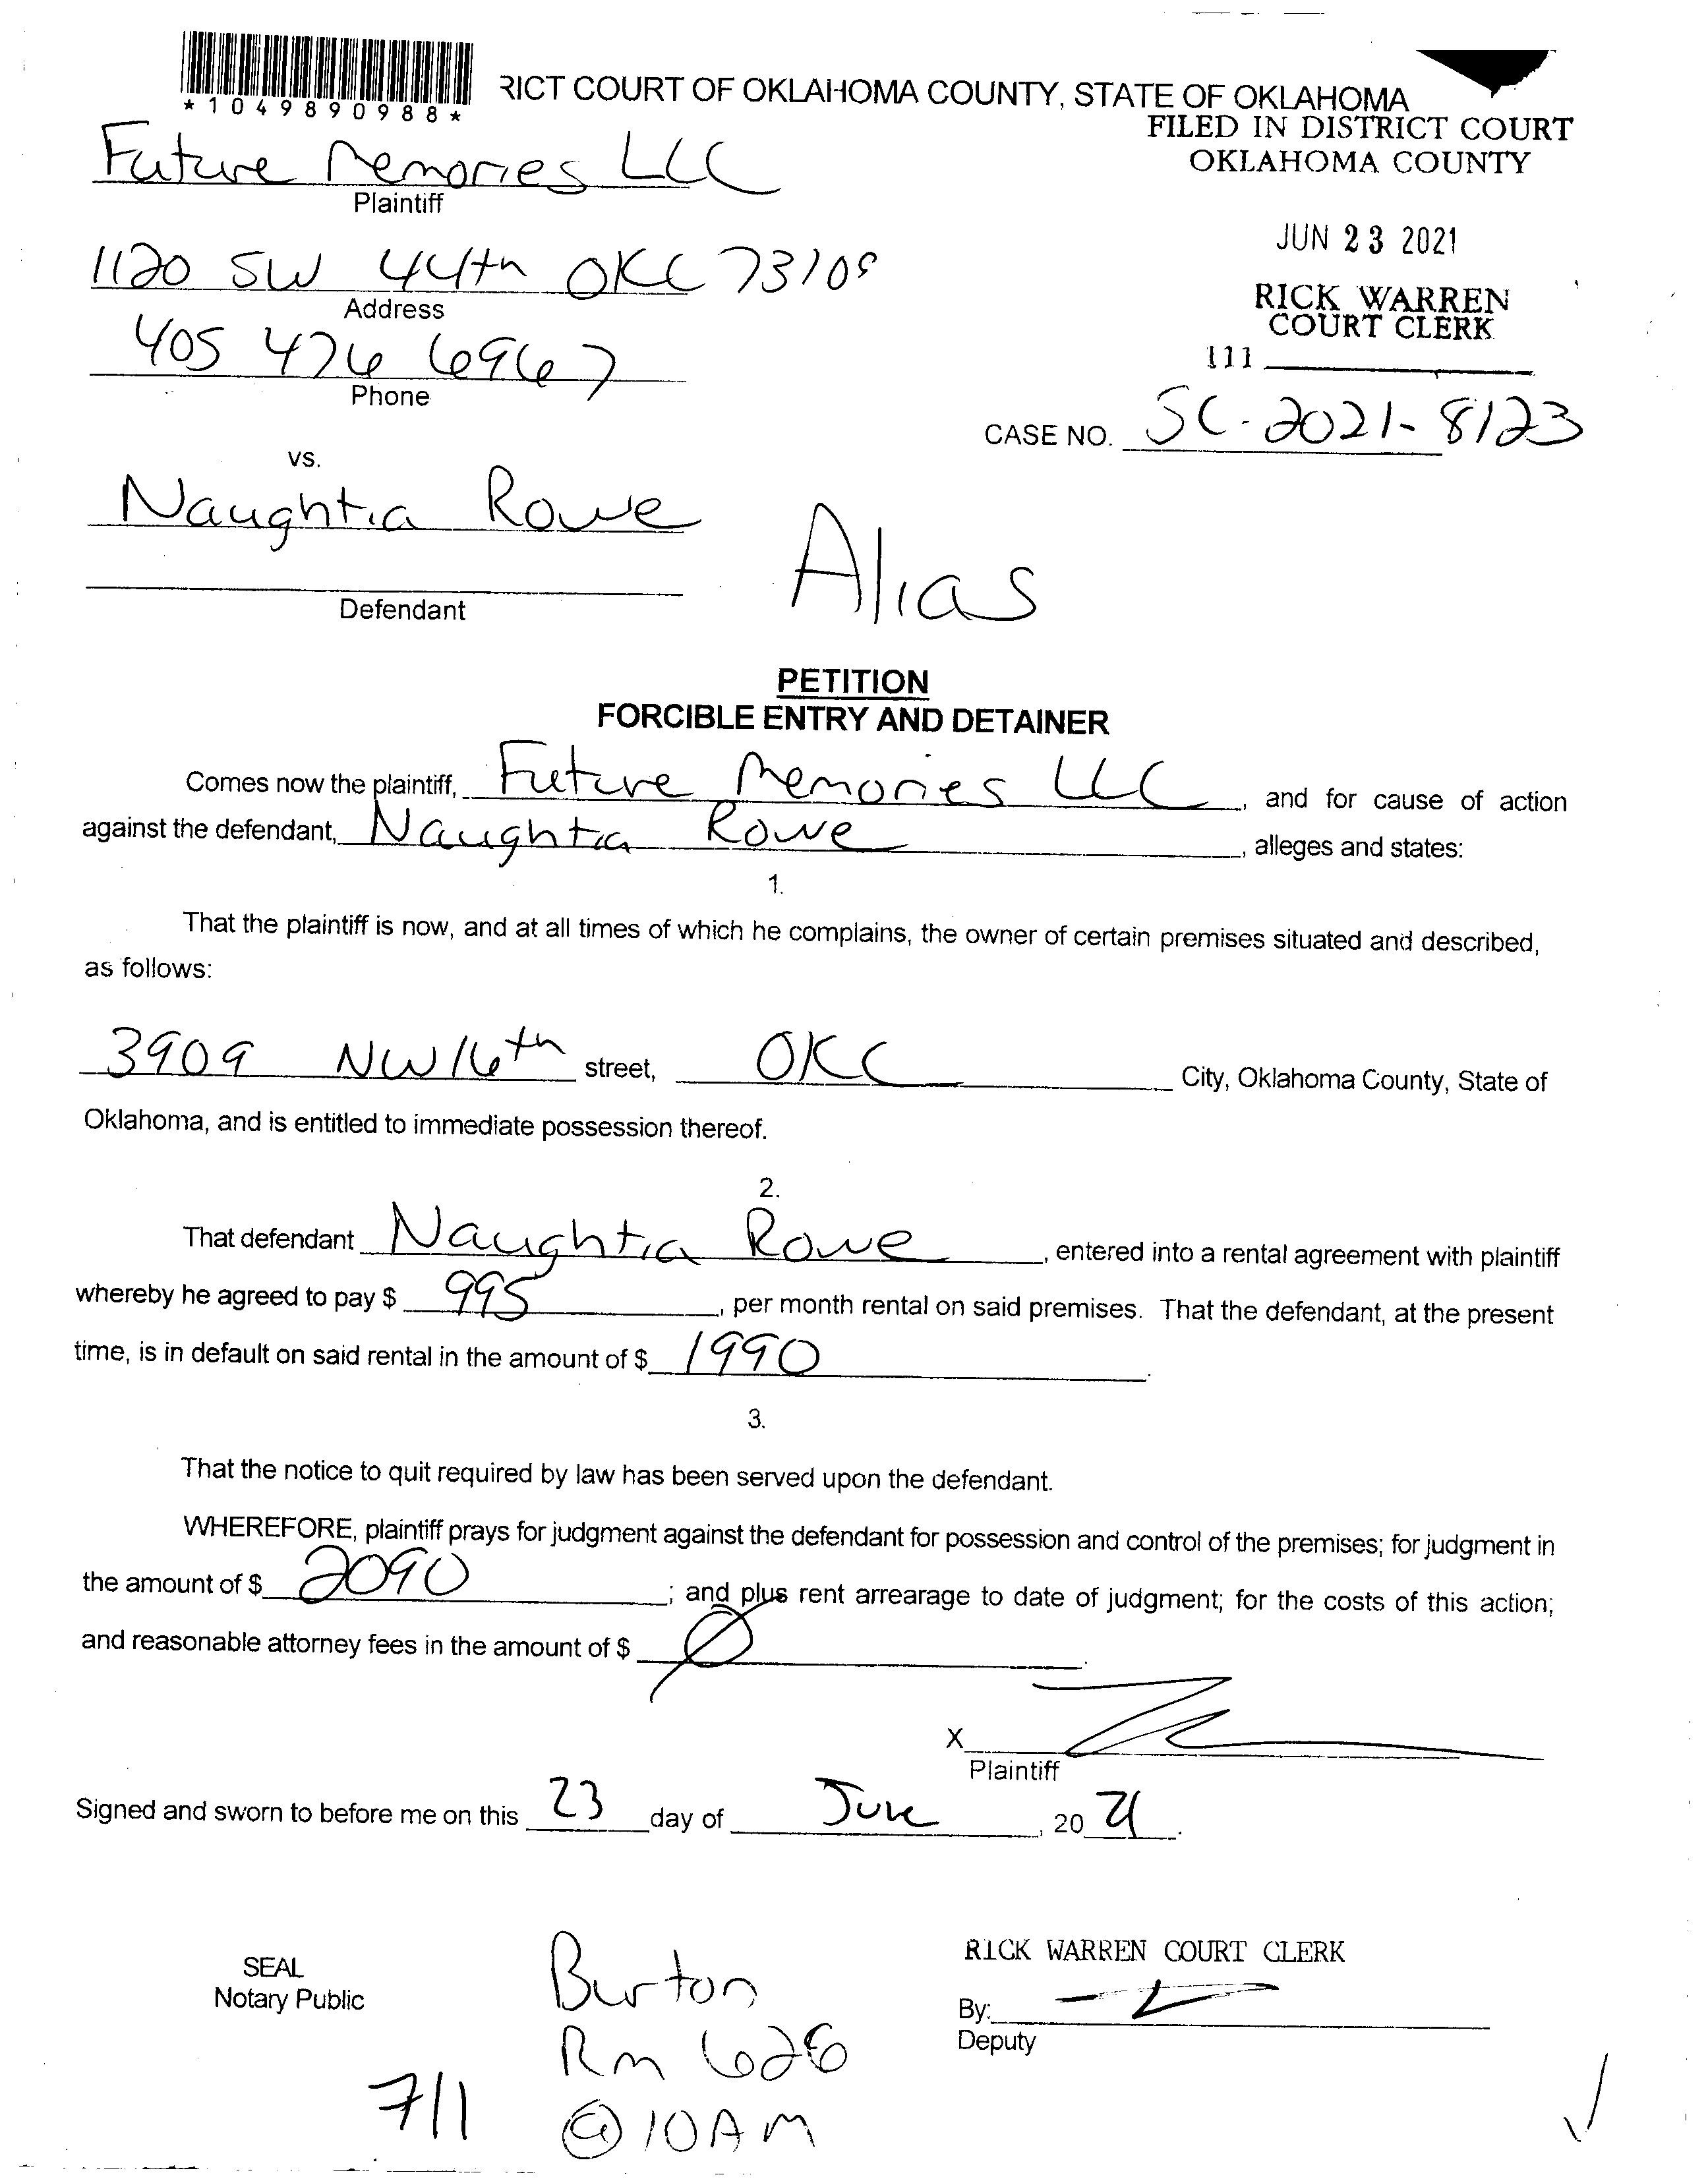 *1049890988*
RICT COURT OF OKLAHOMA COUNTY, STATE OF OKLAHOMA
FILED IN DISTRICT COURT
OKLAHOMA COUNTY
Future Memories LLC
Plaintiff
JUN 23 2021
1120 SW 44th OKC 73109
Address
RICK WARREN
COURT CLERK
405 476 6967
Phone
111
CASE NO. SC-2021-8123
vs.
Naughtia Rowe
Alias
Defendant
PETITION
FORCIBLE ENTRY AND DETAINER
Comes now the plaintiff, Future Memories LLC, and for cause of action
against the defendant, Naughtia Rowe, alleges and states:
1.
That the plaintiff is now, and at all times of which he complains, the owner of certain premises situated and described,
as follows:
3909 NW 16th street, OKC City, Oklahoma County, State of
Oklahoma, and is entitled to immediate possession thereof.
2.
That defendant Naughtia Rowe, entered into a rental agreement with plaintiff
whereby he agreed to pay $ 995, per month rental on said premises. That the defendant, at the present
time, is in default on said rental in the amount of $ 1990.
3.
That the notice to quit required by law has been served upon the defendant.
WHEREFORE, plaintiff prays for judgment against the defendant for possession and control of the premises; for judgment in
the amount of $ 2090; and plus rent arrearage to date of judgment; for the costs of this action;
and reasonable attorney fees in the amount of $ Ø.
X
Plaintiff
Signed and sworn to before me on this 23 day of June, 20 21.
SEAL
Notary Public
RICK WARREN COURT CLERK
By:
Deputy
Burton
Rm 626
7/1 @10AM